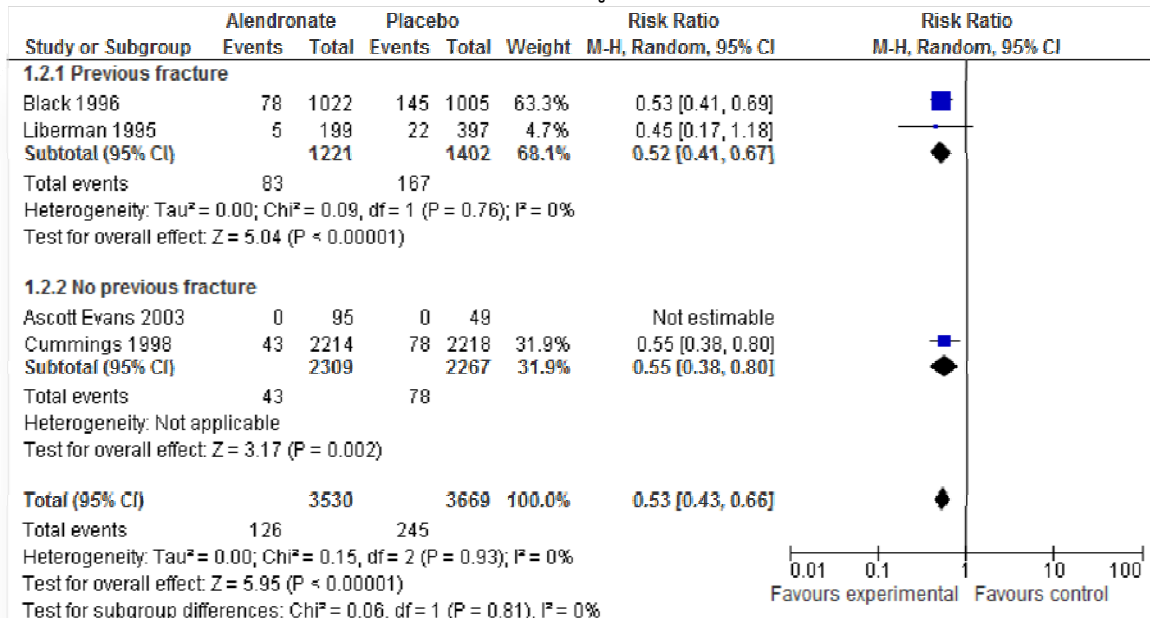 Alendronate Placebo Risk Ratio Risk Ratio
Study or Subgroup Events Total Events Total Weight M-H, Random, 95% CI M-H, Random, 95% CI
1.2.1 Previous fracture
Black 1996 78 1022 145 1005 63.3% 0.53 [0.41, 0.69]
Liberman 1995 5 199 22 397 4.7% 0.45 [0.17, 1.18]
Subtotal (95% CI) 1221 1402 68.1% 0.52 [0.41, 0.67]
Total events 83 167
Heterogeneity: Tau² = 0.00; Chi² = 0.09, df = 1 (P = 0.76); I² = 0%
Test for overall effect: Z = 5.04 (P < 0.00001)
1.2.2 No previous fracture
Ascott Evans 2003 0 95 0 49 Not estimable
Cummings 1998 43 2214 78 2218 31.9% 0.55 [0.38, 0.80]
Subtotal (95% CI) 2309 2267 31.9% 0.55 [0.38, 0.80]
Total events 43 78
Heterogeneity: Not applicable
Test for overall effect: Z = 3.17 (P = 0.002)
Total (95% CI) 3530 3669 100.0% 0.53 [0.43, 0.66]
Total events 126 245
Heterogeneity: Tau² = 0.00; Chi² = 0.15, df = 2 (P = 0.93); I² = 0%
Test for overall effect: Z = 5.95 (P < 0.00001)
Test for subgroup differences: Chi² = 0.06, df = 1 (P = 0.81), I² = 0%
0.01 0.1 1 10 100
Favours experimental Favours control